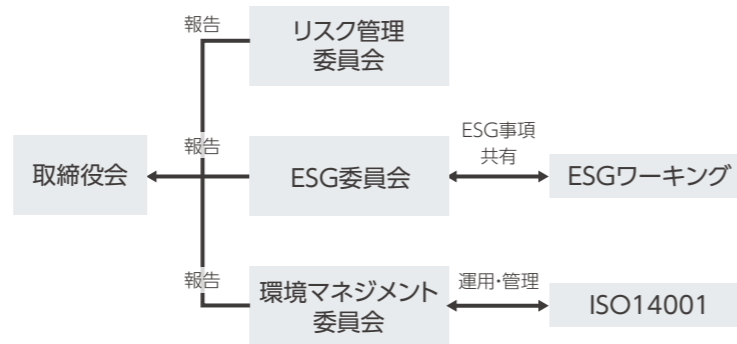 報告
リスク管理
委員会
取締役会
報告
ESG委員会
ESG事項
共有
ESGワーキング
報告
環境マネジメント
委員会
運用・管理
ISO14001